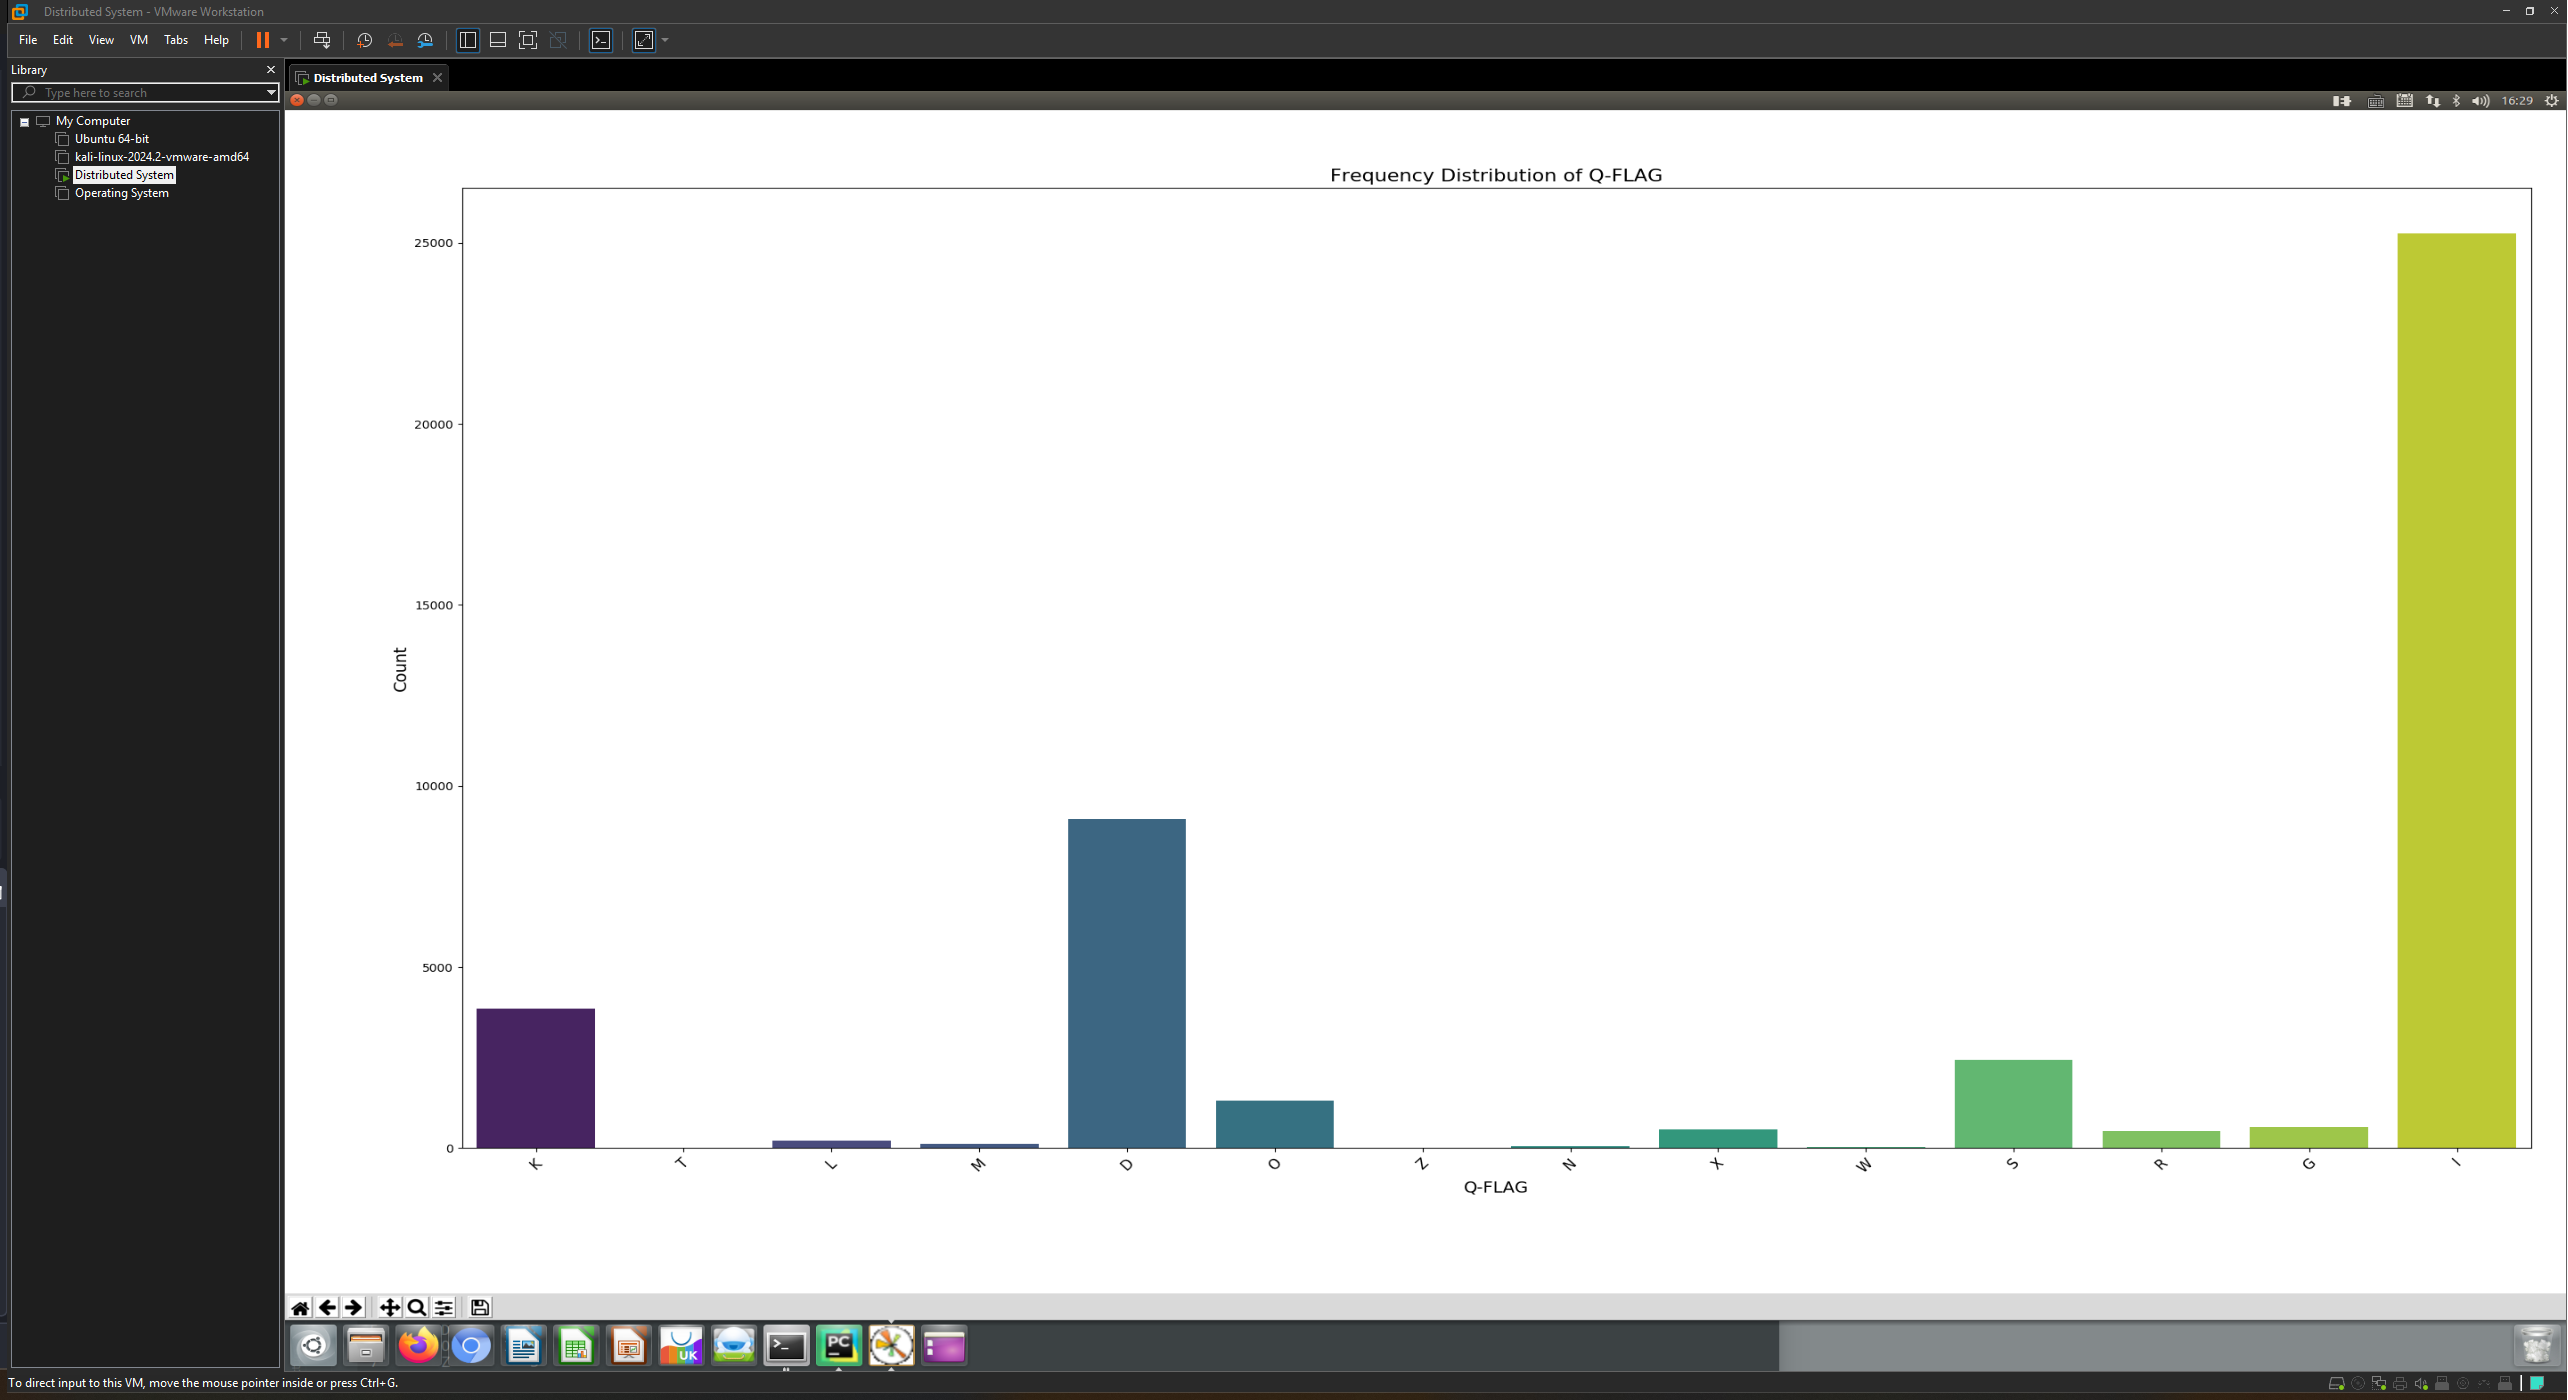 Distributed System - VMware Workstation
File Edit View VM Tabs Help
Library
Type here to search
My Computer
Ubuntu 64-bit
kali-linux-2024.2-vmware-amd64
Distributed System
Operating System
Distributed System
16:29
Frequency Distribution of Q-FLAG
25000
20000
15000
10000
5000
0
Count
K T L M D O Z N X W S R G I
Q-FLAG
UK
>_
PC
To direct input to this VM, move the mouse pointer inside or press Ctrl+G.